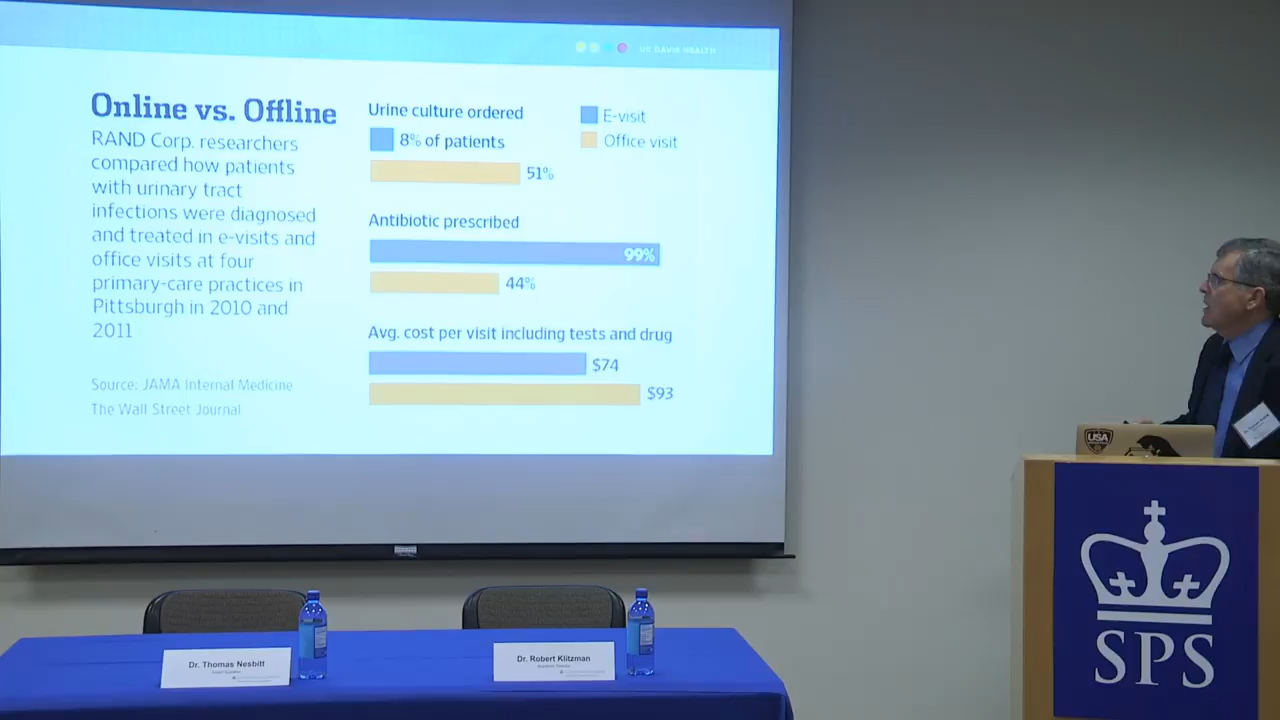 UC DAVIS HEALTH
Online vs. Offline
RAND Corp. researchers
compared how patients
with urinary tract
infections were diagnosed
and treated in e-visits and
office visits at four
primary-care practices in
Pittsburgh in 2010 and
2011
Source: JAMA Internal Medicine
The Wall Street Journal
Urine culture ordered
8% of patients
51%
E-visit
Office visit
Antibiotic prescribed
99%
44%
Avg. cost per visit including tests and drug
$74
$93
USA
SPS
Dr. Thomas Nesbitt
Dr. Robert Klitzman